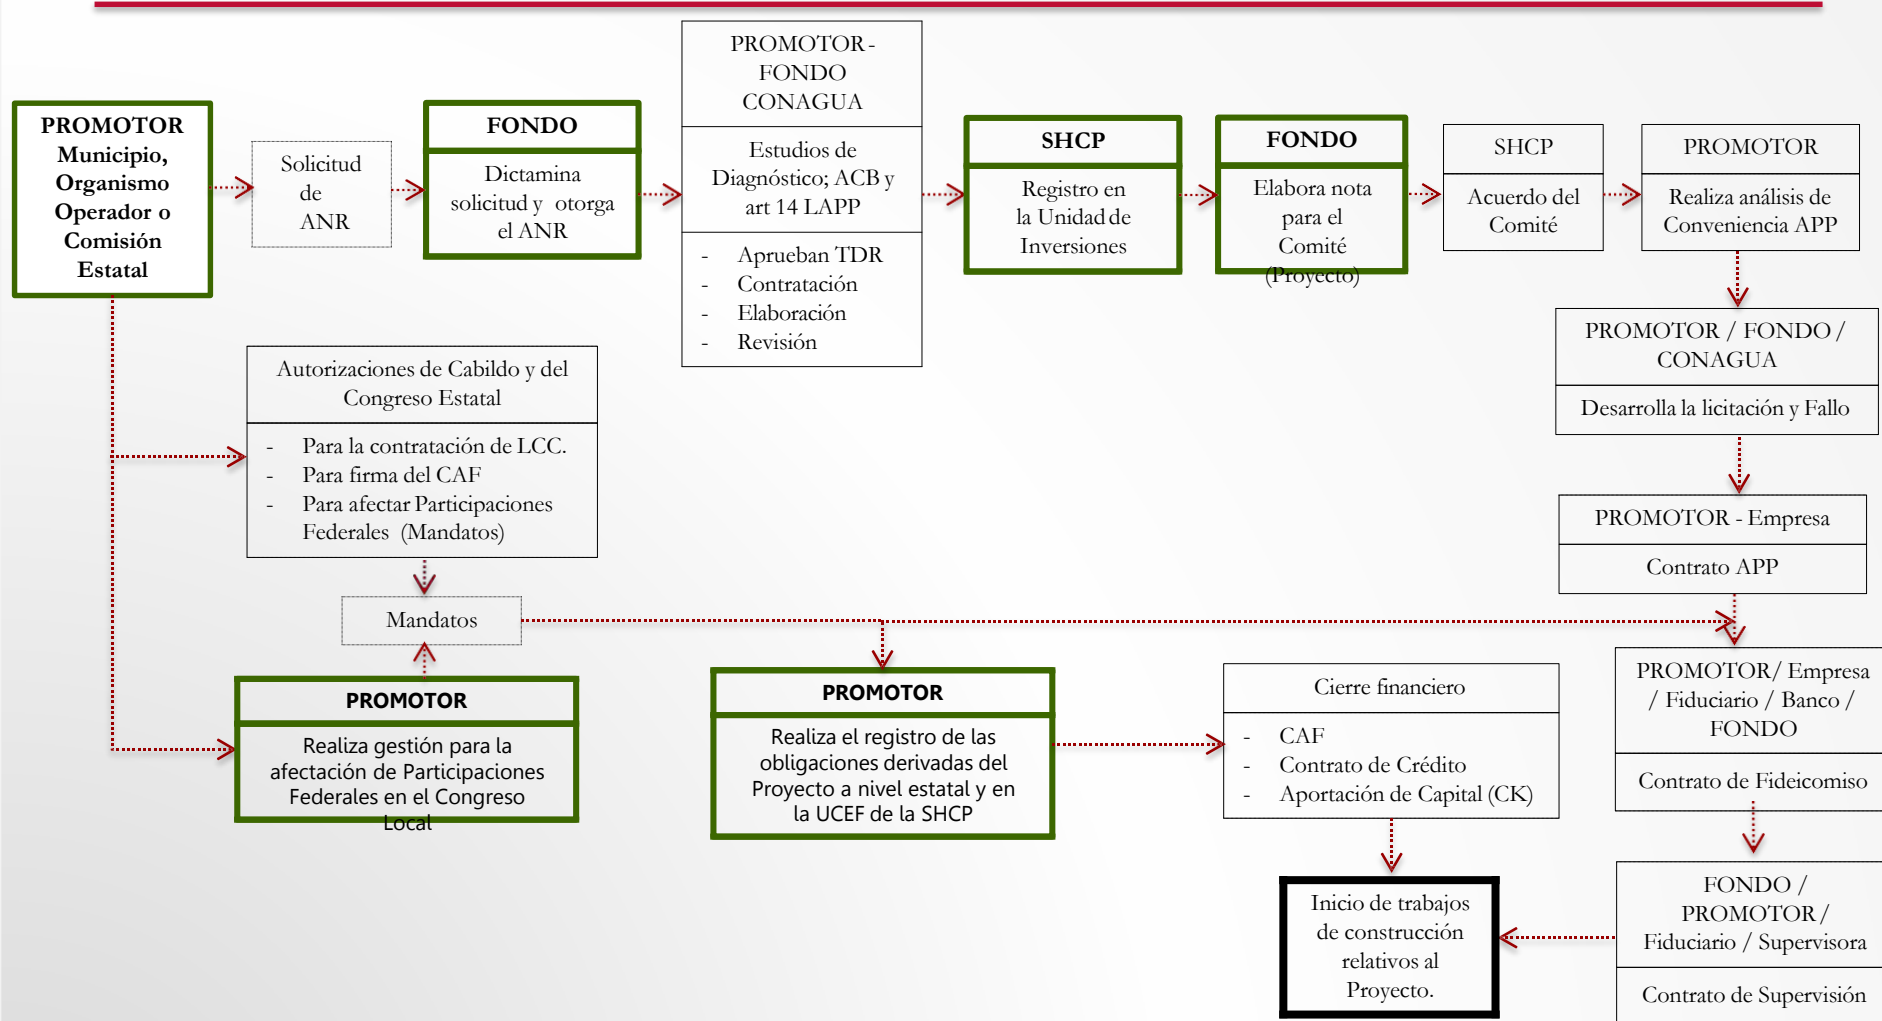 PROMOTOR
Municipio,
Organismo
Operador o
Comisión
Estatal
Solicitud
de
ANR
FONDO
Dictamina
solicitud y otorga
el ANR
PROMOTOR-
FONDO
CONAGUA
Estudios de
Diagnóstico; ACB y
art 14 LAPP
- Aprueban TDR
- Contratación
- Elaboración
- Revisión
SHCP
Registro en
la Unidad de
Inversiones
FONDO
Elabora nota
para el
Comité
(Proyecto)
SHCP
Acuerdo del
Comité
PROMOTOR
Realiza análisis de
Conveniencia APP
PROMOTOR / FONDO /
CONAGUA
Desarrolla la licitación y Fallo
PROMOTOR - Empresa
Contrato APP
Autorizaciones de Cabildo y del
Congreso Estatal
- Para la contratación de LCC.
- Para firma del CAF
- Para afectar Participaciones
Federales (Mandatos)
Mandatos
PROMOTOR
Realiza gestión para la
afectación de Participaciones
Federales en el Congreso
Local
PROMOTOR
Realiza el registro de las
obligaciones derivadas del
Proyecto a nivel estatal y en
la UCEF de la SHCP
Cierre financiero
- CAF
- Contrato de Crédito
- Aportación de Capital (CK)
PROMOTOR/ Empresa
/ Fiduciario / Banco /
FONDO
Contrato de Fideicomiso
FONDO /
PROMOTOR /
Fiduciario / Supervisora
Contrato de Supervisión
Inicio de trabajos
de construcción
relativos al
Proyecto.